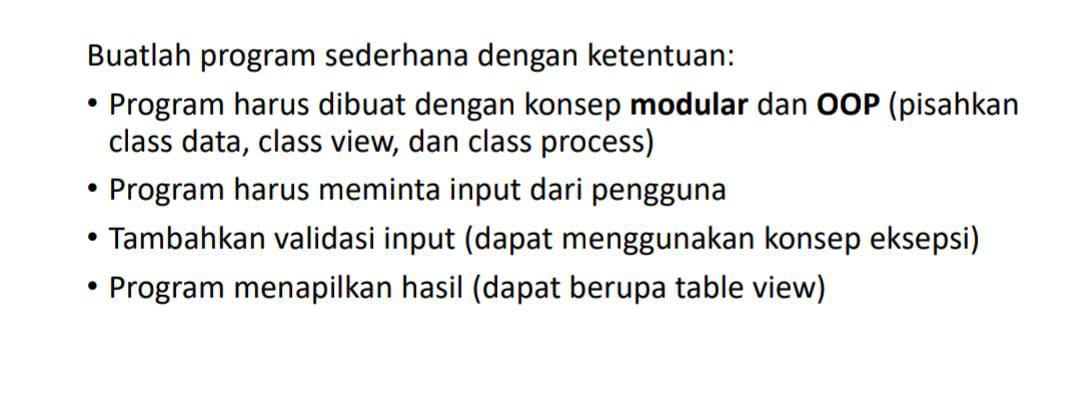 Buatlah program sederhana dengan ketentuan:
• Program harus dibuat dengan konsep modular dan OOP (pisahkan
class data, class view, dan class process)
• Program harus meminta input dari pengguna
• Tambahkan validasi input (dapat menggunakan konsep eksepsi)
• Program menapilkan hasil (dapat berupa table view)